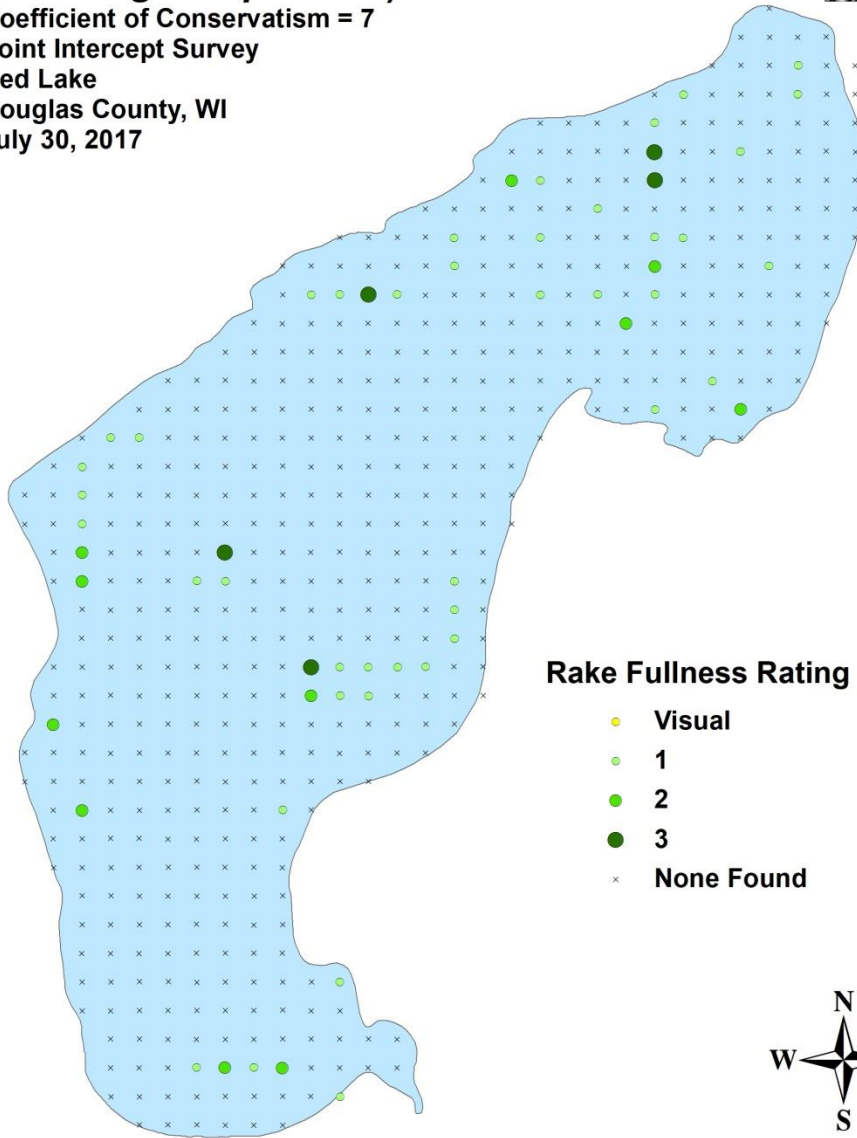 oefficient of Conservatism = 7
oint Intercept Survey
ed Lake
ouglas County, WI
uly 30, 2017
Rake Fullness Rating
Visual
1
2
3
None Found
N
W
S